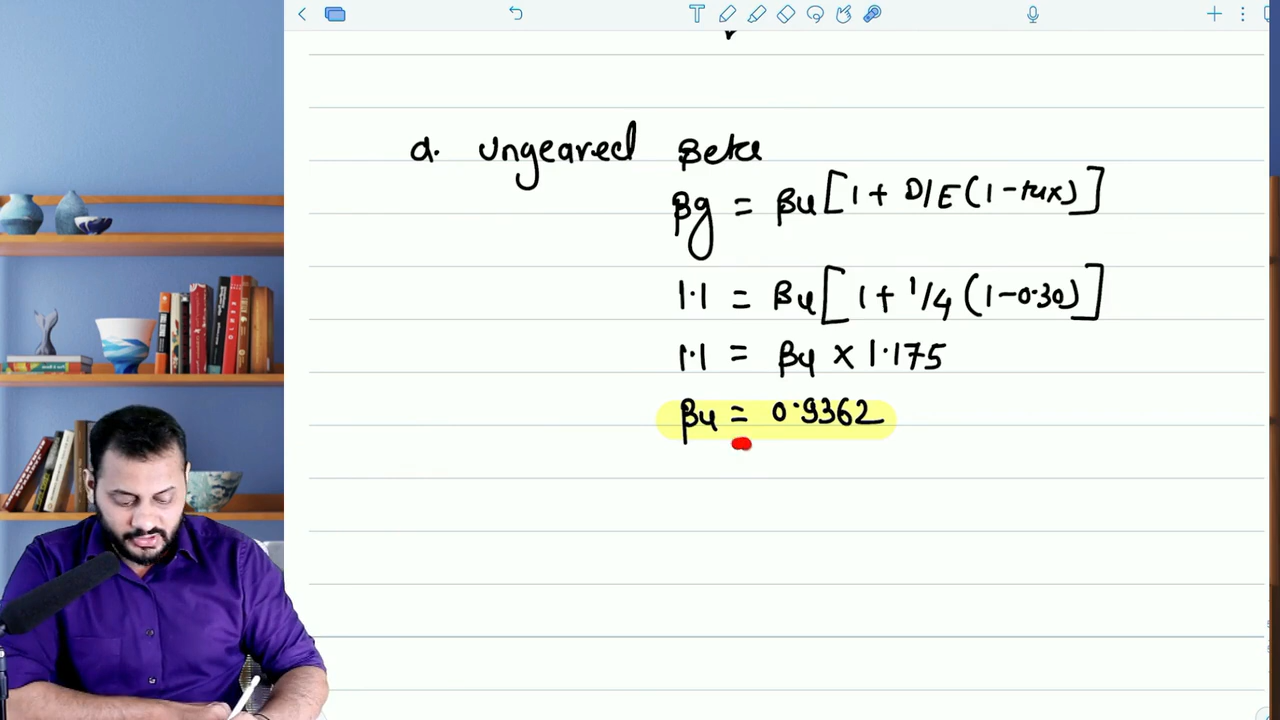 a. ungeared Beta
βg = βu[1 + D/E(1-tax)]
1.1 = βu[1 + 1/4 (1-0.30)]
1.1 = βu × 1.175
βu = 0.9362